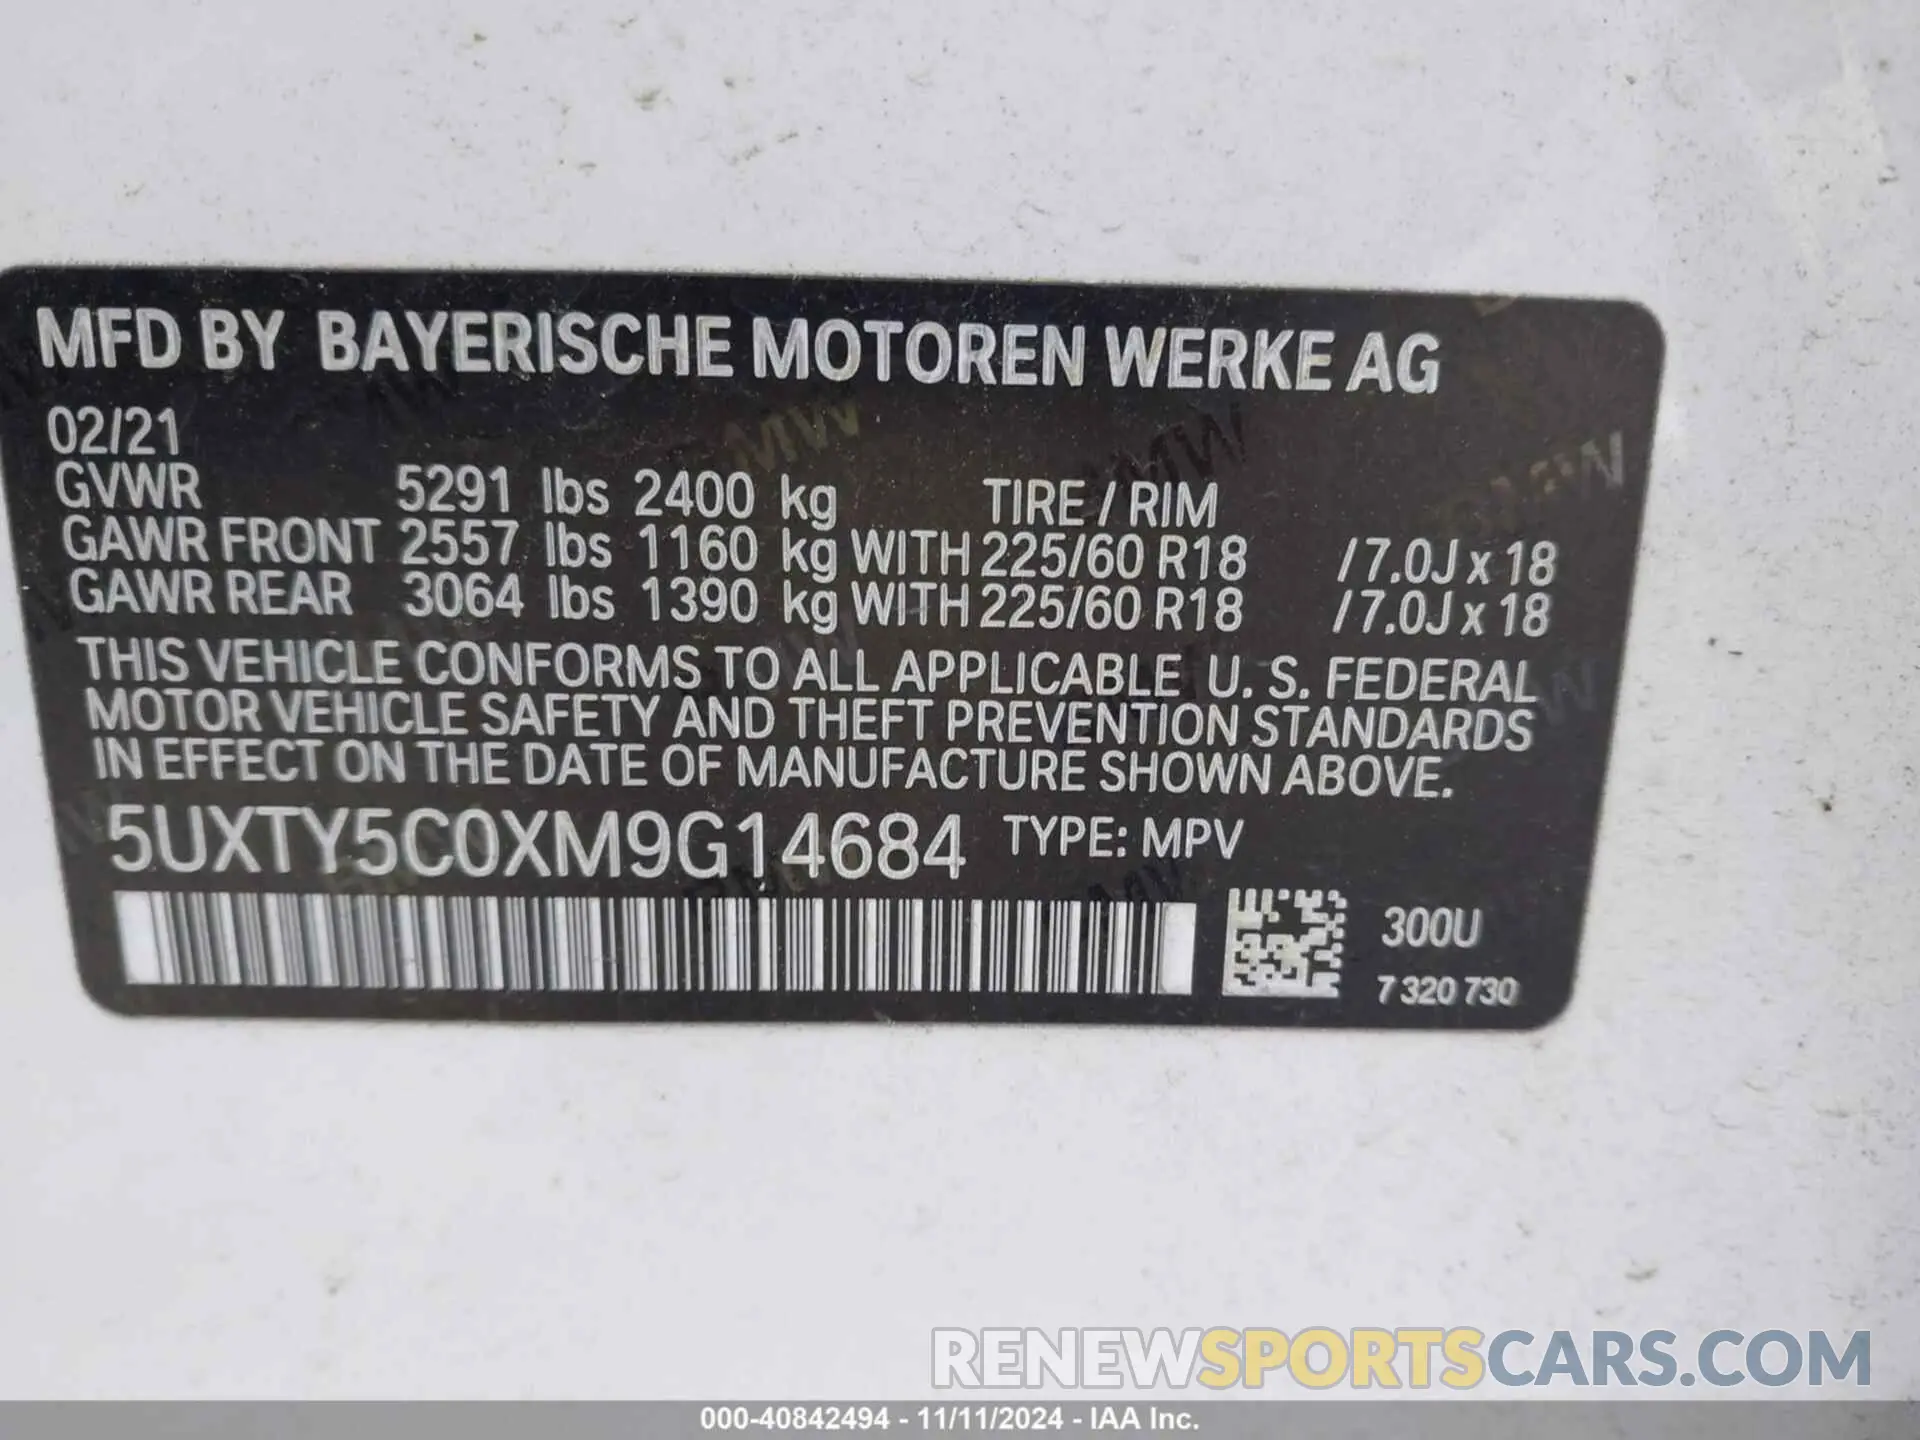 MFD BY BAYERISCHE MOTOREN WERKE AG
02/21
GVWR 5291 lbs 2400 kg TIRE / RIM
GAWR FRONT 2557 lbs 1160 kg WITH 225/60 R18 /7.0J x 18
GAWR REAR 3064 lbs 1390 kg WITH 225/60 R18 /7.0J x 18
THIS VEHICLE CONFORMS TO ALL APPLICABLE U. S. FEDERAL
MOTOR VEHICLE SAFETY AND THEFT PREVENTION STANDARDS
IN EFFECT ON THE DATE OF MANUFACTURE SHOWN ABOVE.
5UXTY5C0XM9G14684 TYPE: MPV
300U
7 320 730
RENEWSPORTSCARS.COM
000-40842494 - 11/11/2024 - IAA Inc.